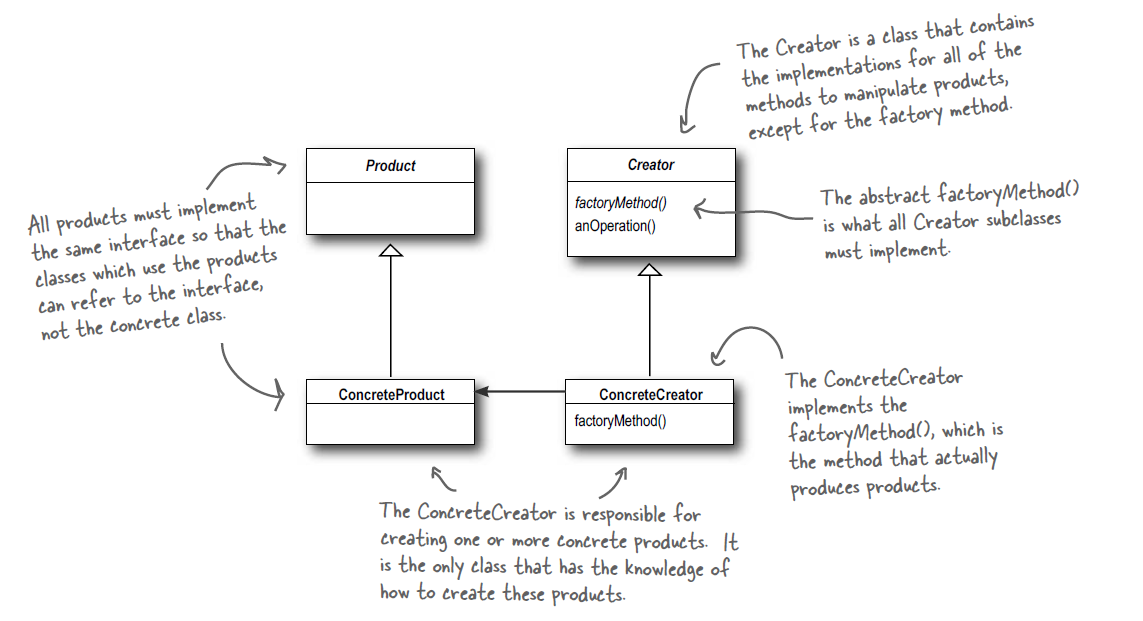 The Creator is a class that contains
the implementations for all of the
methods to manipulate products,
except for the factory method.
Product
Creator
factoryMethod()
anOperation()
The abstract factoryMethod()
is what all Creator subclasses
must implement.
All products must implement
the same interface so that the
classes which use the products
can refer to the interface,
not the concrete class.
ConcreteProduct
ConcreteCreator
factoryMethod()
The ConcreteCreator
implements the
factoryMethod(), which is
the method that actually
produces products.
The ConcreteCreator is responsible for
creating one or more concrete products. It
is the only class that has the knowledge of
how to create these products.